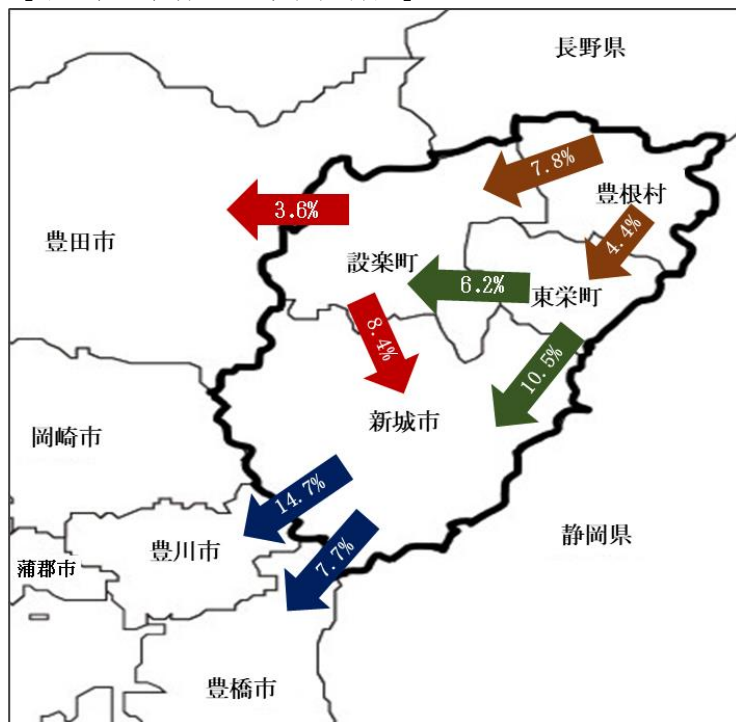 長野県
7.8%
豊根村
3.6%
4.4%
豊田市
設楽町
6.2%
東栄町
8.4%
10.5%
新城市
岡崎市
14.7%
静岡県
豊川市
7.7%
蒲郡市
豊橋市